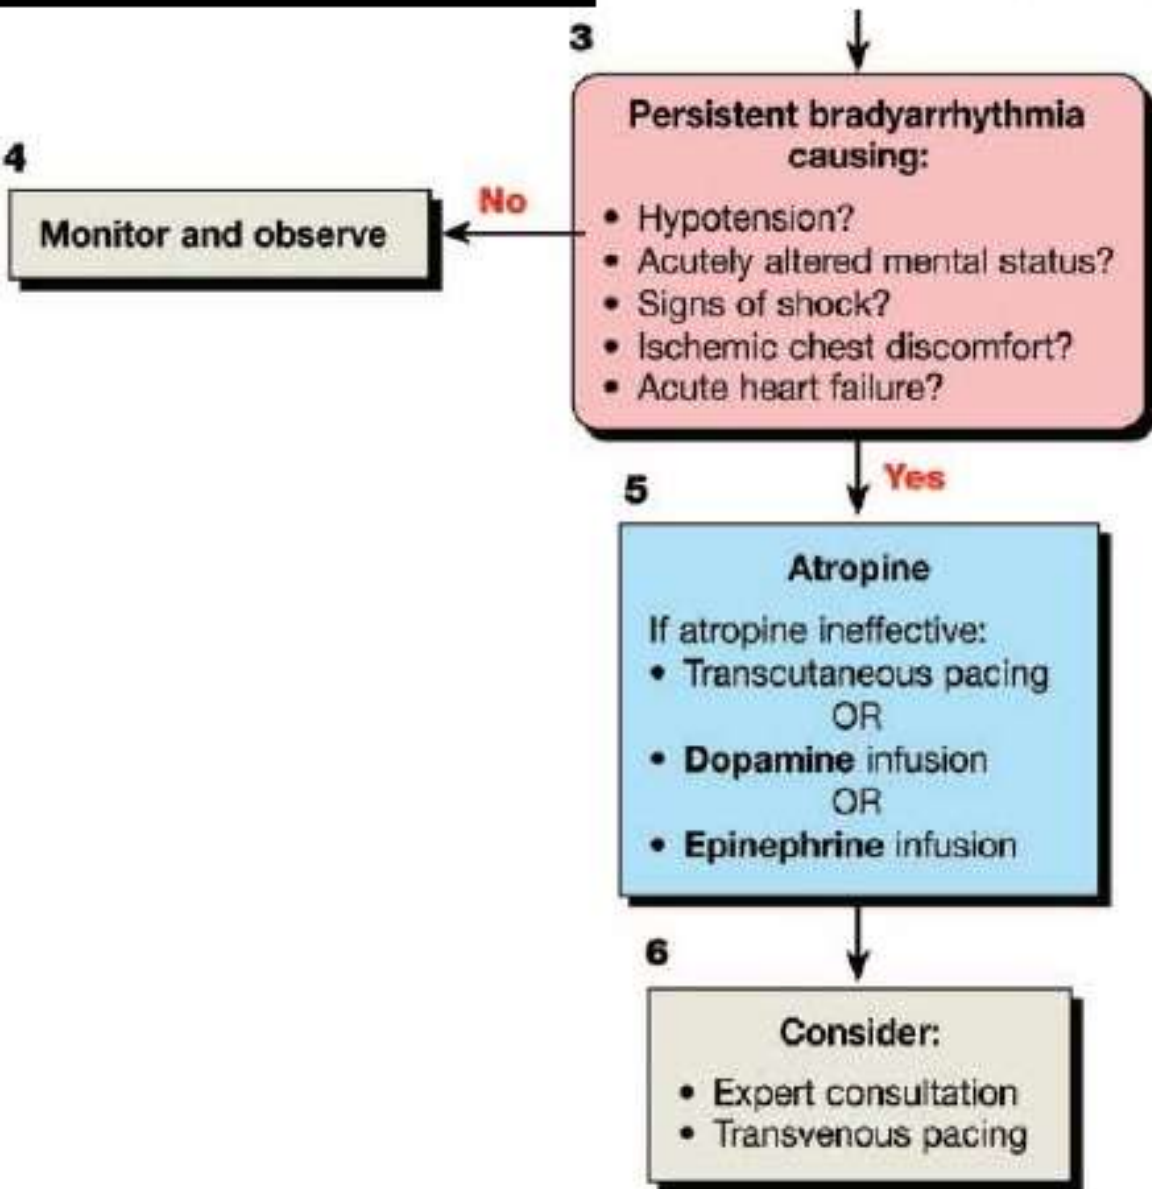 3
Persistent bradyarrhythmia
causing:
• Hypotension?
• Acutely altered mental status?
• Signs of shock?
• Ischemic chest discomfort?
• Acute heart failure?
4
Monitor and observe
No
Yes
5
Atropine
If atropine ineffective:
• Transcutaneous pacing
OR
• Dopamine infusion
OR
• Epinephrine infusion
6
Consider:
• Expert consultation
• Transvenous pacing